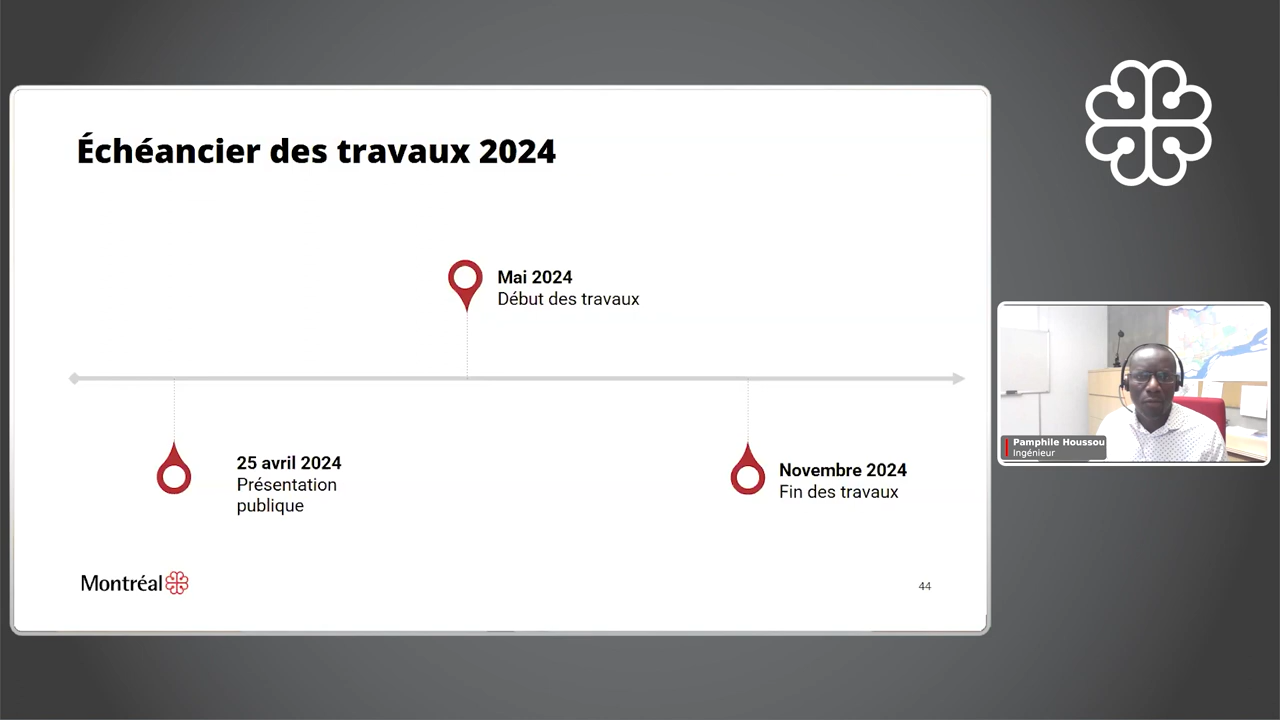 Échéancier des travaux 2024
Mai 2024
Début des travaux
25 avril 2024
Présentation
publique
Novembre 2024
Fin des travaux
Montréal
44
Pamphile Houssou
Ingénieur